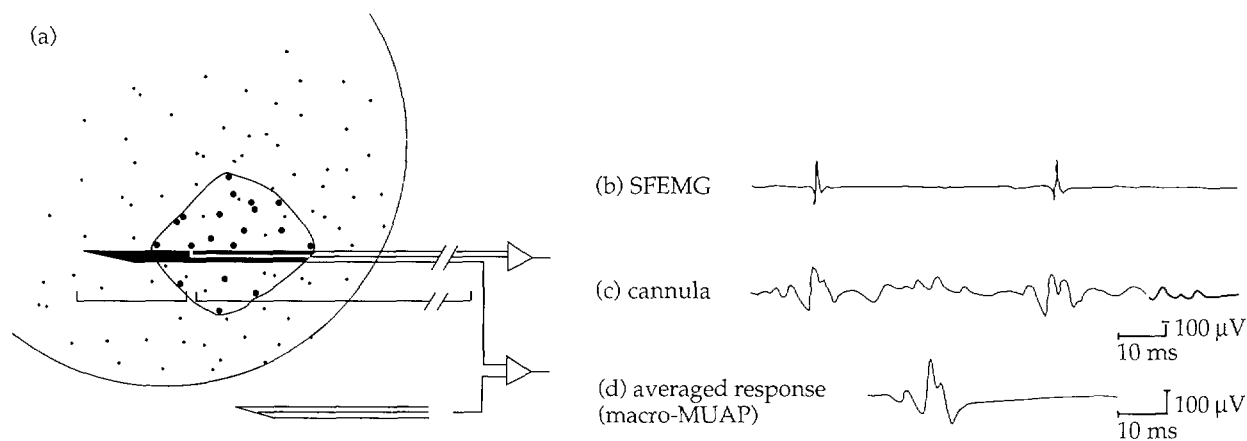 (a)
(b) SFEMG
(c) cannula
100 μV
10 ms
(d) averaged response
(macro-MUAP)
100 μV
10 ms